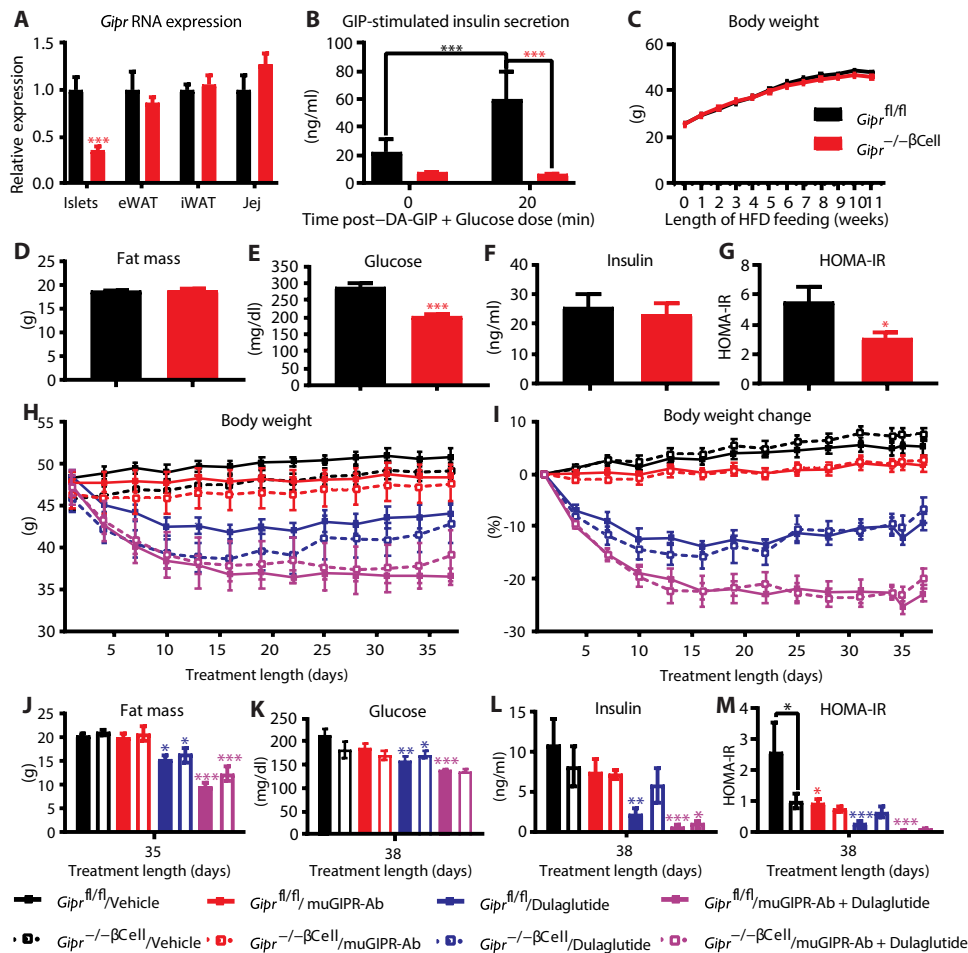 A Gipr RNA expression
Relative expression
1.5
1.0
0.5
0.0
***
Islets eWAT iWAT Jej
B GIP-stimulated insulin secretion
(ng/ml)
100
80
60
40
20
0
*** ***
0 20
Time post–DA-GIP + Glucose dose (min)
C Body weight
(g)
60
40
20
0
Gipr fl/fl
Gipr −/−βCell
0 1 2 3 4 5 6 7 8 9 10 11
Length of HFD feeding (weeks)
D Fat mass
(g)
25
20
15
10
5
0
E Glucose
(mg/dl)
350
300
250
200
150
100
50
0
***
F Insulin
(ng/ml)
40
30
20
10
0
G HOMA-IR
HOMA-IR
8
6
4
2
0
*
H Body weight
(g)
55
50
45
40
35
30
5 10 15 20 25 30 35
Treatment length (days)
I Body weight change
(%)
10
0
-10
-20
-30
5 10 15 20 25 30 35
Treatment length (days)
J Fat mass
(g)
25
20
15
10
5
0
* * *** ***
35
Treatment length (days)
K Glucose
(mg/dl)
250
200
150
100
50
0
** * ***
38
Treatment length (days)
L Insulin
(ng/ml)
15
10
5
0
** *** *
38
Treatment length (days)
M HOMA-IR
HOMA-IR
4
3
2
1
0
* * *** ***
38
Treatment length (days)
Gipr fl/fl/Vehicle Gipr fl/fl/ muGIPR-Ab Gipr fl/fl/Dulaglutide Gipr fl/fl/muGIPR-Ab + Dulaglutide
Gipr −/−βCell/Vehicle Gipr −/−βCell/muGIPR-Ab Gipr −/−βCell/Dulaglutide Gipr −/−βCell/muGIPR-Ab + Dulaglutide